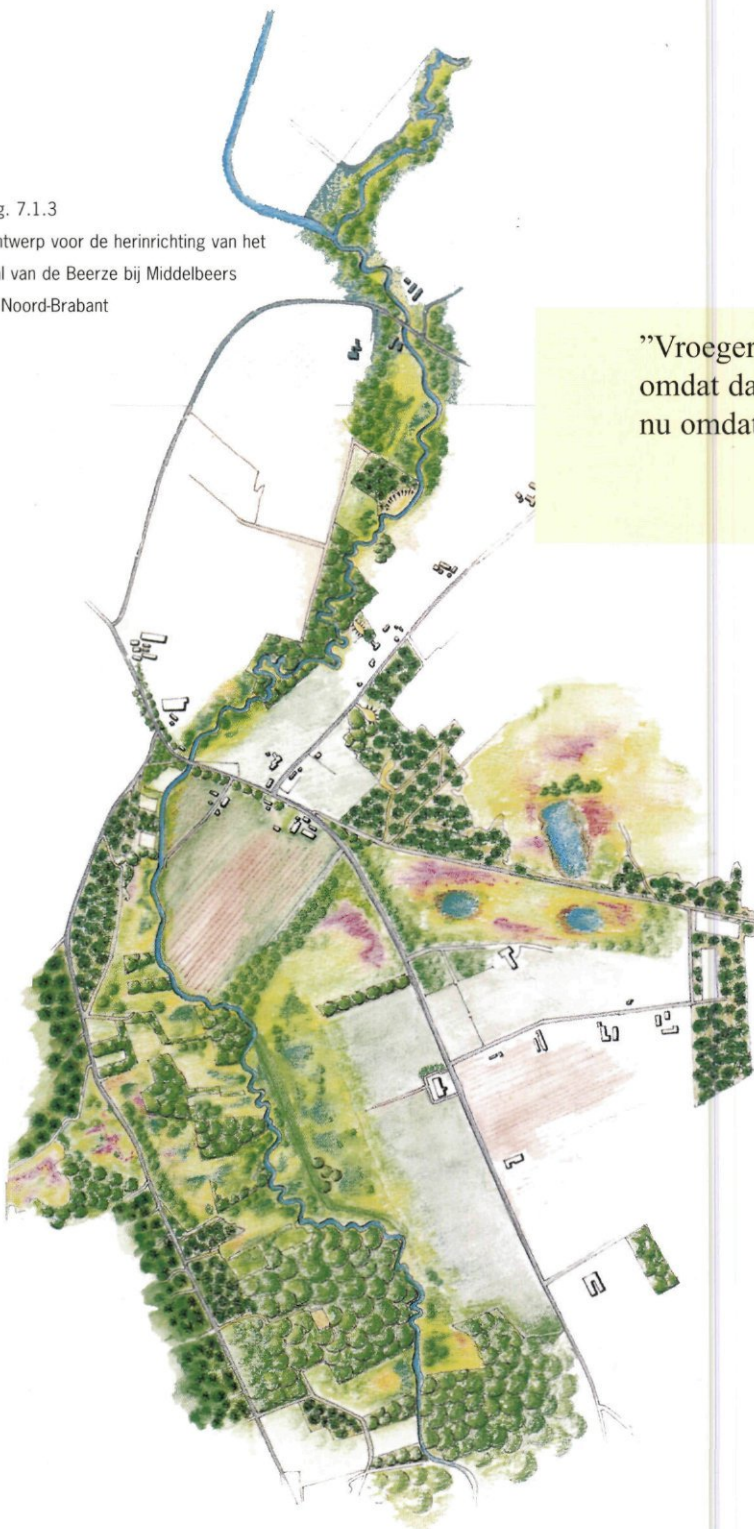 g. 7.1.3
ntwerp voor de herinrichting van het
l van de Beerze bij Middelbeers
Noord-Brabant
”Vroeger
omdat da
nu omdat